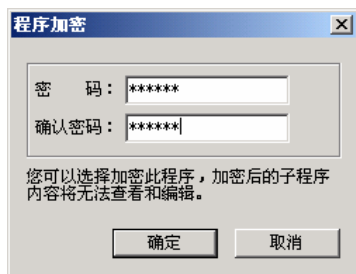 程序加密
密 码： ******
确认密码： ******
您可以选择加密此程序，加密后的子程序
内容将无法查看和编辑。
确定 取消